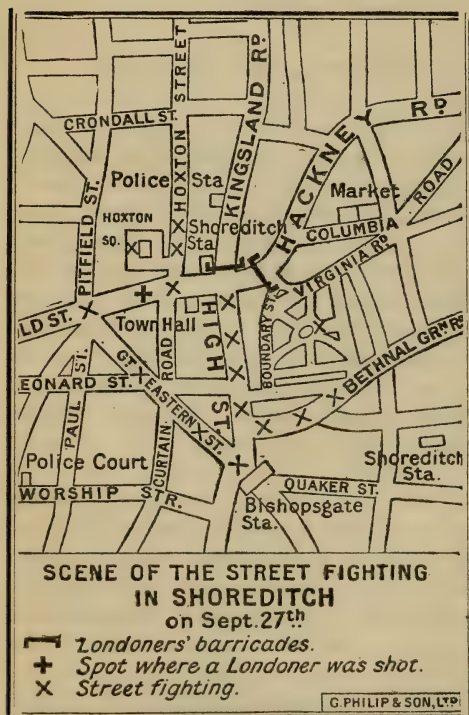 CRONDALL ST.
HOXTON STREET
KINGSLAND RD.
HACKNEY RD.
PITFIELD ST.
Police Sta
HOXTON SQ.
Shoreditch Sta.
Market
COLUMBIA ROAD
VIRGINIA RD
LD ST.
Town Hall
HIGH ST.
BOUNDARY ST.
BETHNAL GRN RD
EONARD ST.
PAUL ST.
GT EASTERN ST.
CURTAIN ROAD
Police Court
WORSHIP STR.
QUAKER ST.
Shoreditch Sta.
Bishopsgate Sta.
SCENE OF THE STREET FIGHTING
IN SHOREDITCH
on Sept. 27th
Londoners' barricades.
+ Spot where a Londoner was shot.
X Street fighting.
G. PHILIP & SON, LTD